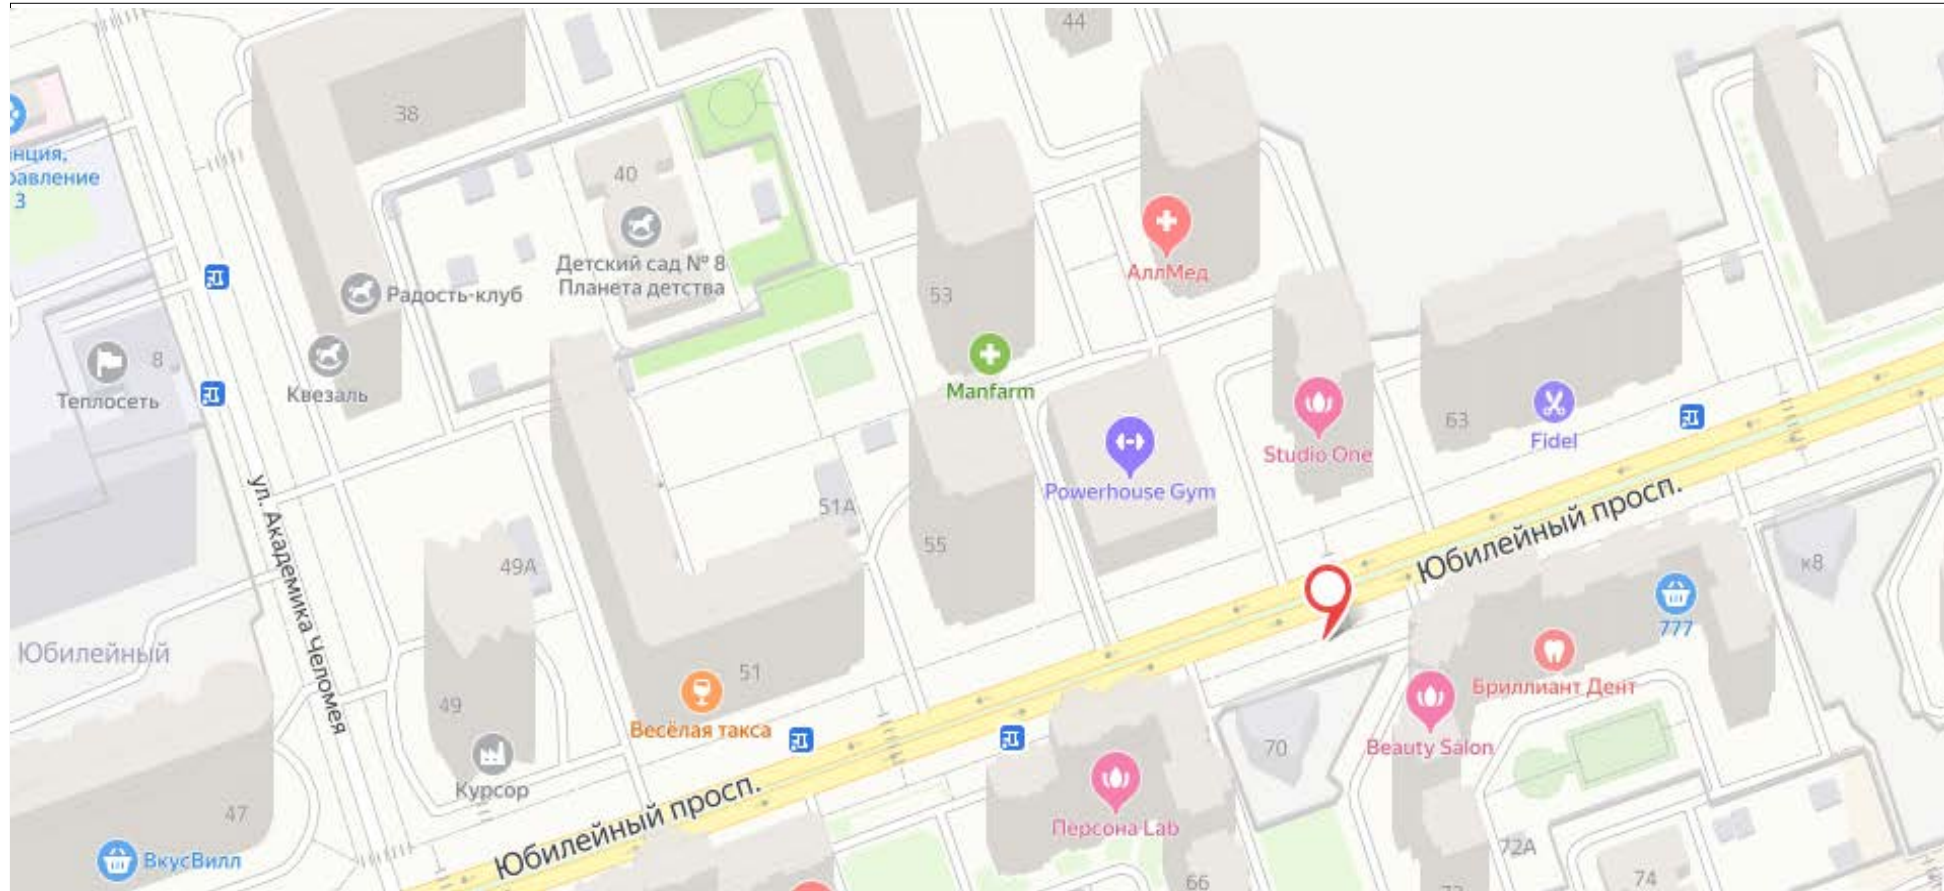 44
38
нция,
равление
3
40
Детский сад № 8
Планета детства
АллМед
Радость-клуб
53
8
Теплосеть
Квезаль
Manfarm
63
Fidel
Studio One
Powerhouse Gym
ул. Академика Челомея
51А
49А
55
Юбилейный просп.
к8
777
Юбилейный
51
49
Весёлая такса
Бриллиант Дент
70
Beauty Salon
Курсор
47
Юбилейный просп.
Персона Lab
ВкусВилл
72А
66
74